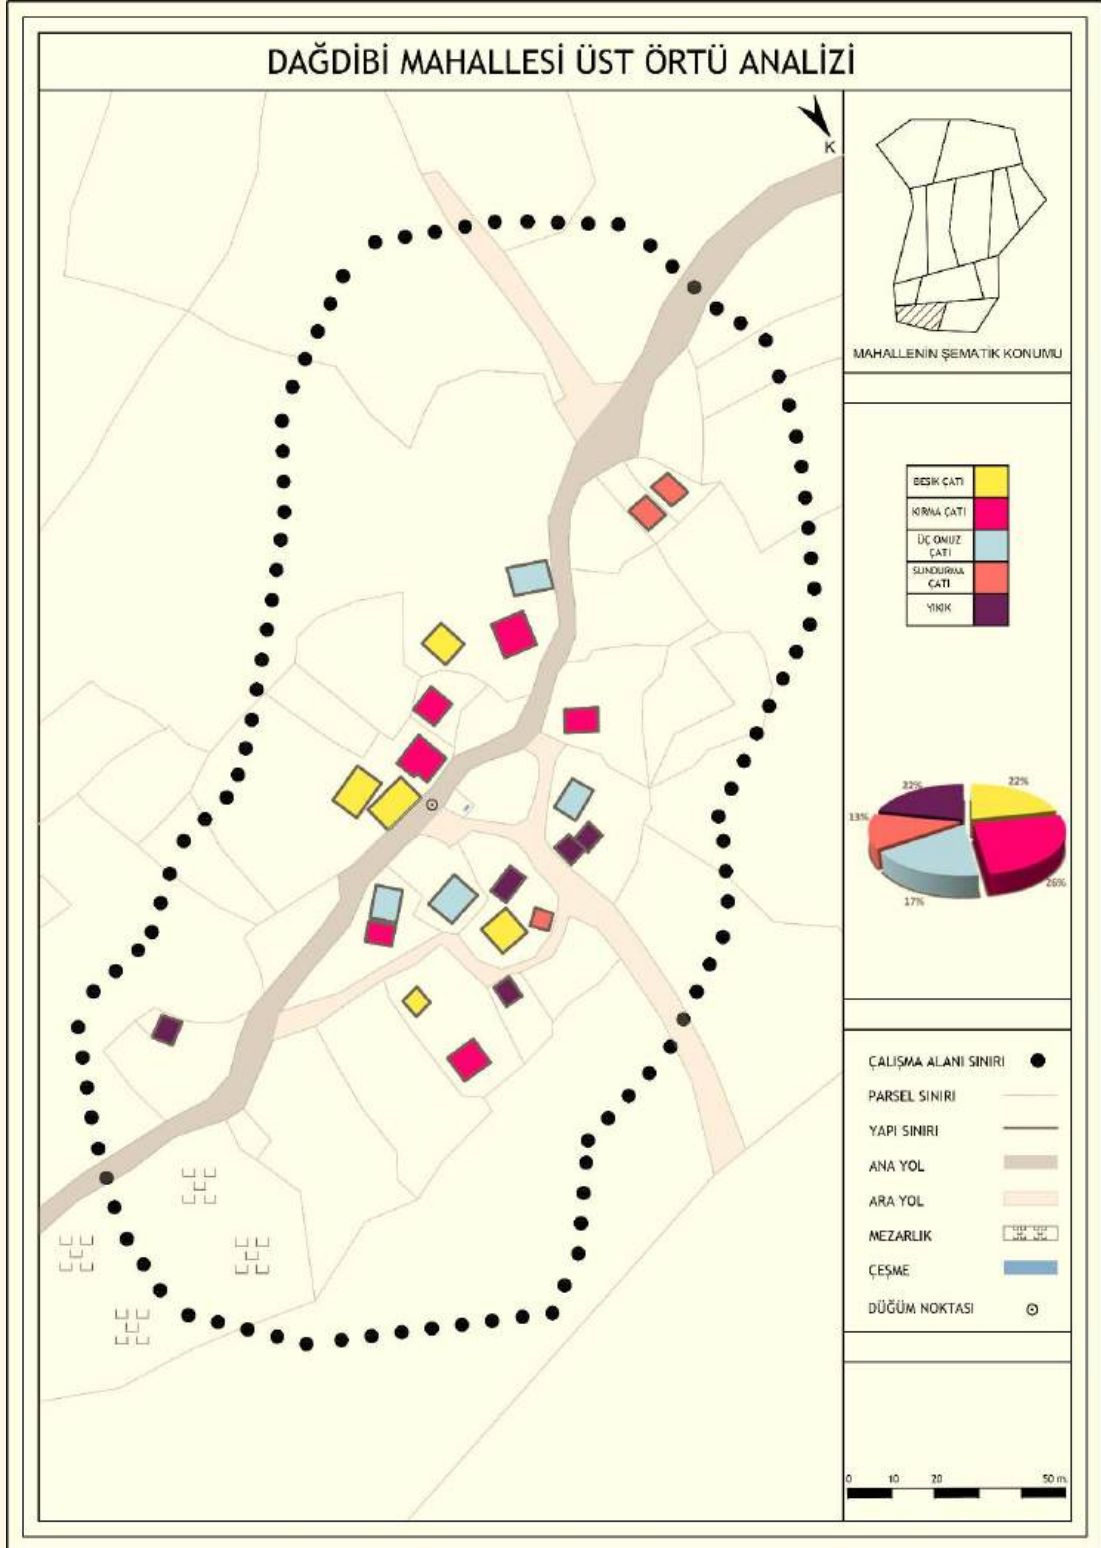 DAĞDİBİ MAHALLESİ ÜST ÖRTÜ ANALİZİ
K
MAHALLENİN ŞEMATİK KONUMU
BEŞİK ÇATI
KIRMA ÇATI
ÜÇ OMUZ
ÇATI
SUNDURMA
ÇATI
YIKIK
22%
22%
13%
26%
17%
ÇALIŞMA ALANI SINIRI
PARSEL SINIRI
YAPI SINIRI
ANA YOL
ARA YOL
MEZARLIK
ÇEŞME
DÜĞÜM NOKTASI
0 10 20 50 m.